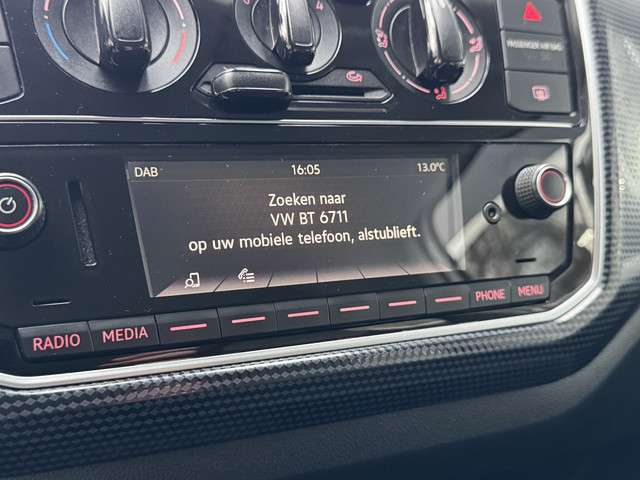 PASSENGER AIR BAG
DAB 16:05 13.0°C
Zoeken naar
VW BT 6711
op uw mobiele telefoon, alstublieft.
RADIO MEDIA PHONE MENU